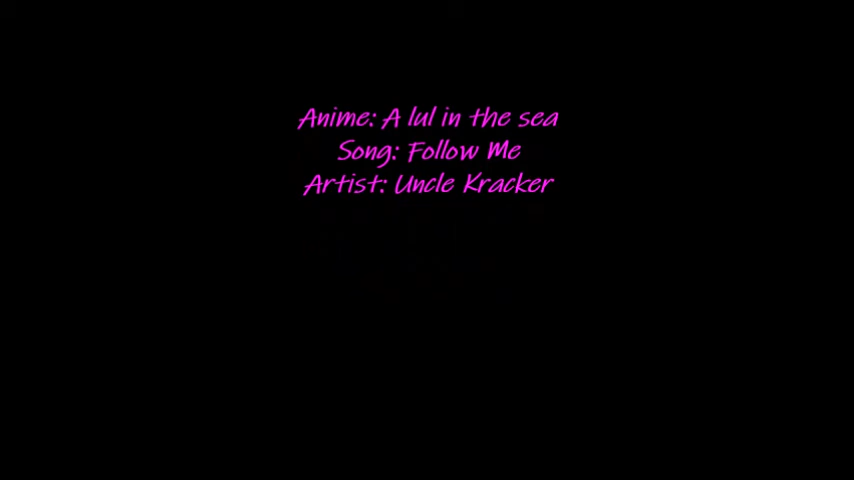 Anime: A lul in the sea
Song: Follow Me
Artist: Uncle Kracker